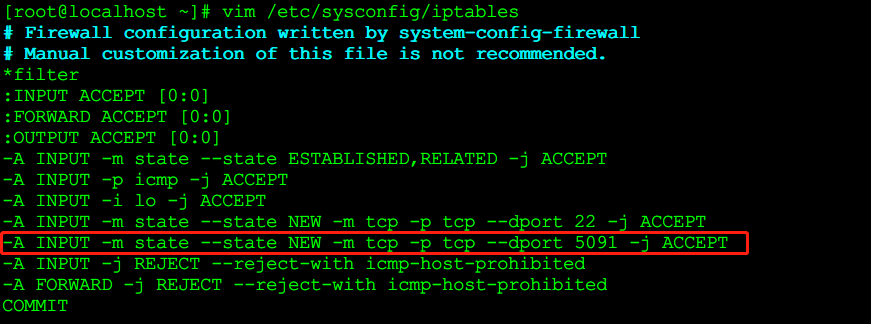 [root@localhost ~]# vim /etc/sysconfig/iptables
# Firewall configuration written by system-config-firewall
# Manual customization of this file is not recommended.
*filter
:INPUT ACCEPT [0:0]
:FORWARD ACCEPT [0:0]
:OUTPUT ACCEPT [0:0]
-A INPUT -m state --state ESTABLISHED,RELATED -j ACCEPT
-A INPUT -p icmp -j ACCEPT
-A INPUT -i lo -j ACCEPT
-A INPUT -m state --state NEW -m tcp -p tcp --dport 22 -j ACCEPT
-A INPUT -m state --state NEW -m tcp -p tcp --dport 5091 -j ACCEPT
-A INPUT -j REJECT --reject-with icmp-host-prohibited
-A FORWARD -j REJECT --reject-with icmp-host-prohibited
COMMIT